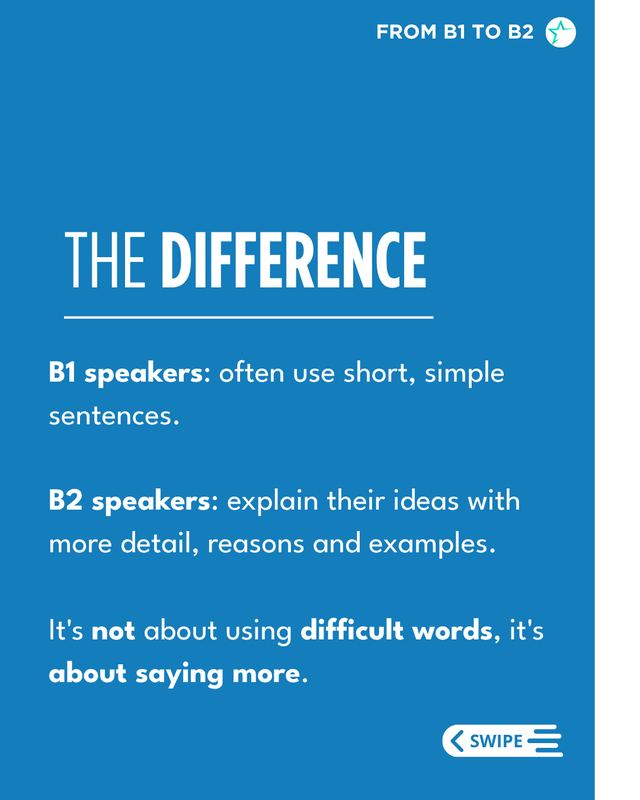 FROM B1 TO B2
THE DIFFERENCE
B1 speakers: often use short, simple
sentences.
B2 speakers: explain their ideas with
more detail, reasons and examples.
It's not about using difficult words, it's
about saying more.
SWIPE